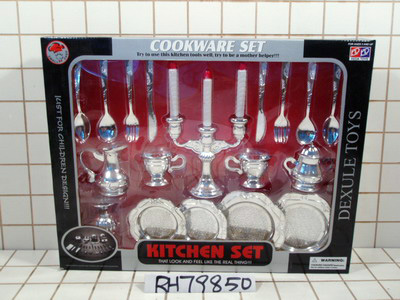 COOKWARE SET
Try to use this kitchen tools well, try to be a mother helper!!!
JUST FOR CHILDREN DESIGN!!!
DEXULE TOYS
KITCHEN SET
THAT LOOK AND FEEL LIKE THE REAL THING!!!
RH79850